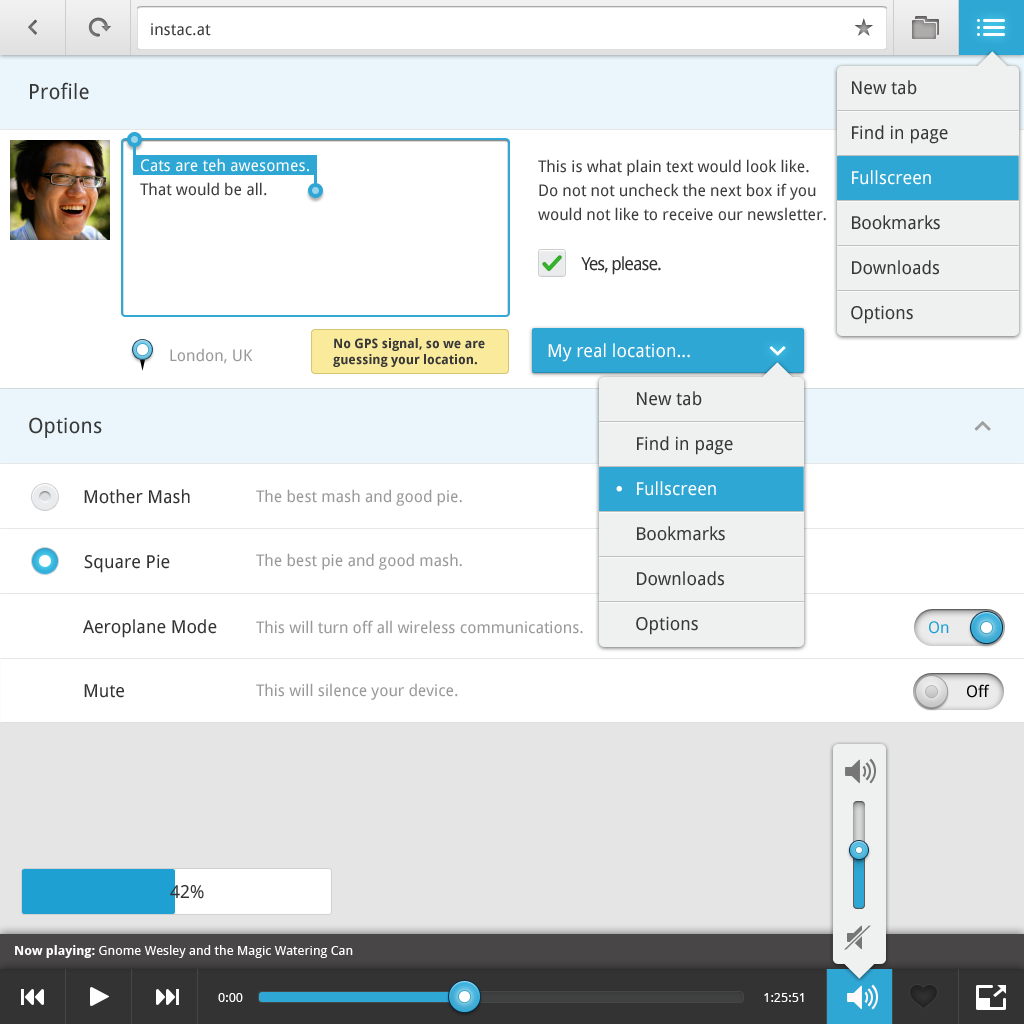 instac.at
Profile
New tab
Find in page
Fullscreen
Bookmarks
Downloads
Options
Cats are teh awesomes.
That would be all.
This is what plain text would look like.
Do not not uncheck the next box if you
would not like to receive our newsletter.
Yes, please.
London, UK
No GPS signal, so we are
guessing your location.
My real location...
New tab
Find in page
Fullscreen
Bookmarks
Downloads
Options
Options
Mother Mash
The best mash and good pie.
Square Pie
The best pie and good mash.
Aeroplane Mode
This will turn off all wireless communications.
On
Mute
This will silence your device.
Off
42%
Now playing: Gnome Wesley and the Magic Watering Can
0:00
1:25:51